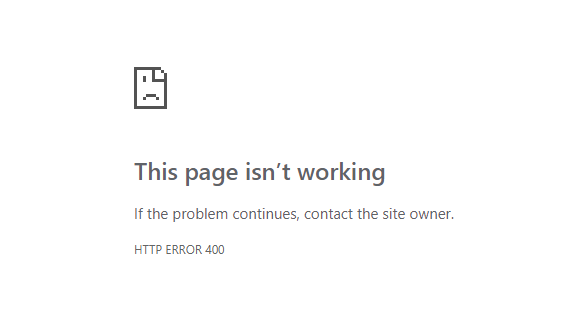 This page isn’t working
If the problem continues, contact the site owner.
HTTP ERROR 400